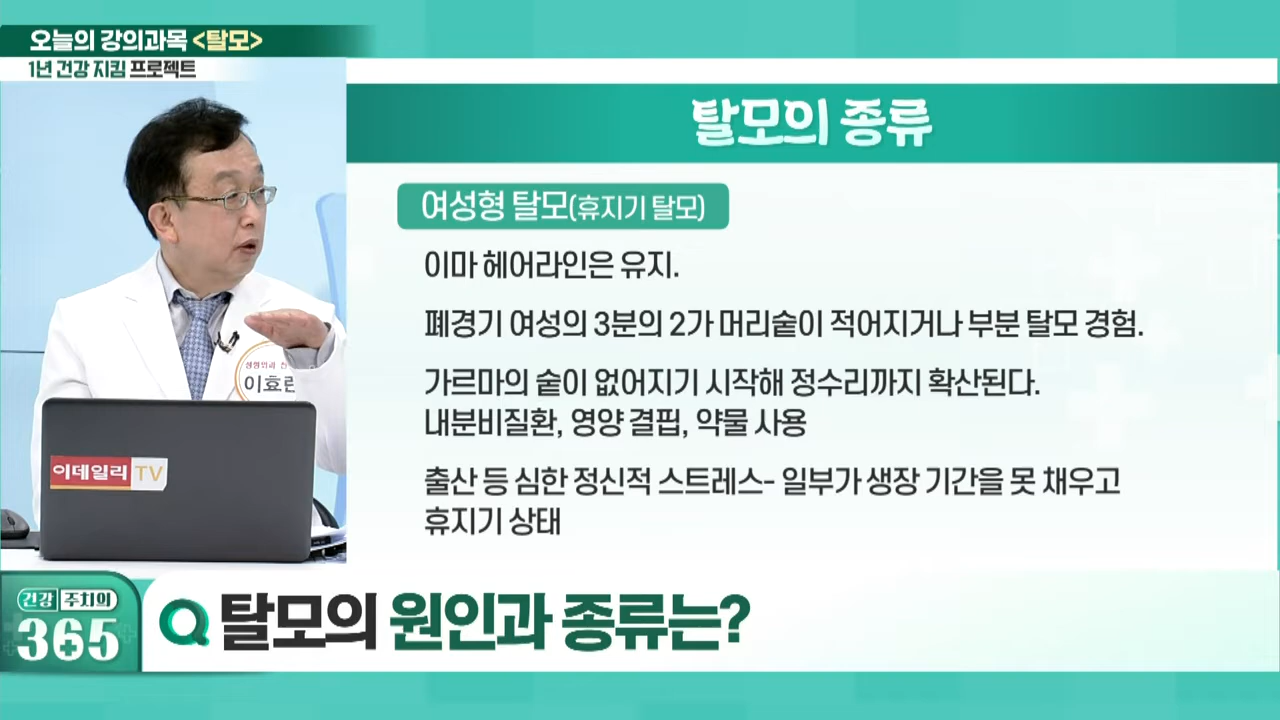 오늘의 강의과목 <탈모>
1년 건강 지킴 프로젝트
탈모의 종류
여성형 탈모(휴지기 탈모)
이마 헤어라인은 유지.
폐경기 여성의 3분의 2가 머리숱이 적어지거나 부분 탈모 경험.
가르마의 숱이 없어지기 시작해 정수리까지 확산된다.
내분비질환, 영양 결핍, 약물 사용
출산 등 심한 정신적 스트레스- 일부가 생장 기간을 못 채우고
휴지기 상태
성형외과
이효
이데일리 TV
건강 주치의
365
Q 탈모의 원인과 종류는?